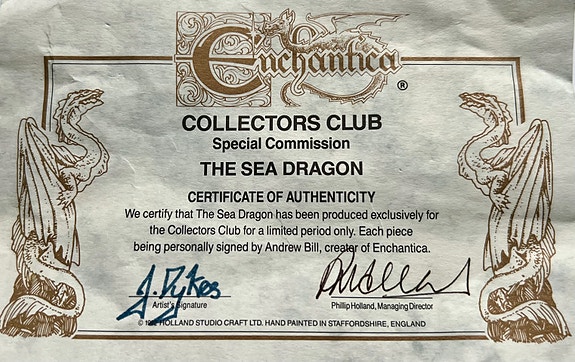 Enchantica ®
COLLECTORS CLUB
Special Commission
THE SEA DRAGON
CERTIFICATE OF AUTHENTICITY
We certify that The Sea Dragon has been produced exclusively for
the Collectors Club for a limited period only. Each piece
being personally signed by Andrew Bill, creator of Enchantica.
J. Dykes
Artist's Signature
Phillip Holland, Managing Director
© HOLLAND STUDIO CRAFT LTD. HAND PAINTED IN STAFFORDSHIRE, ENGLAND